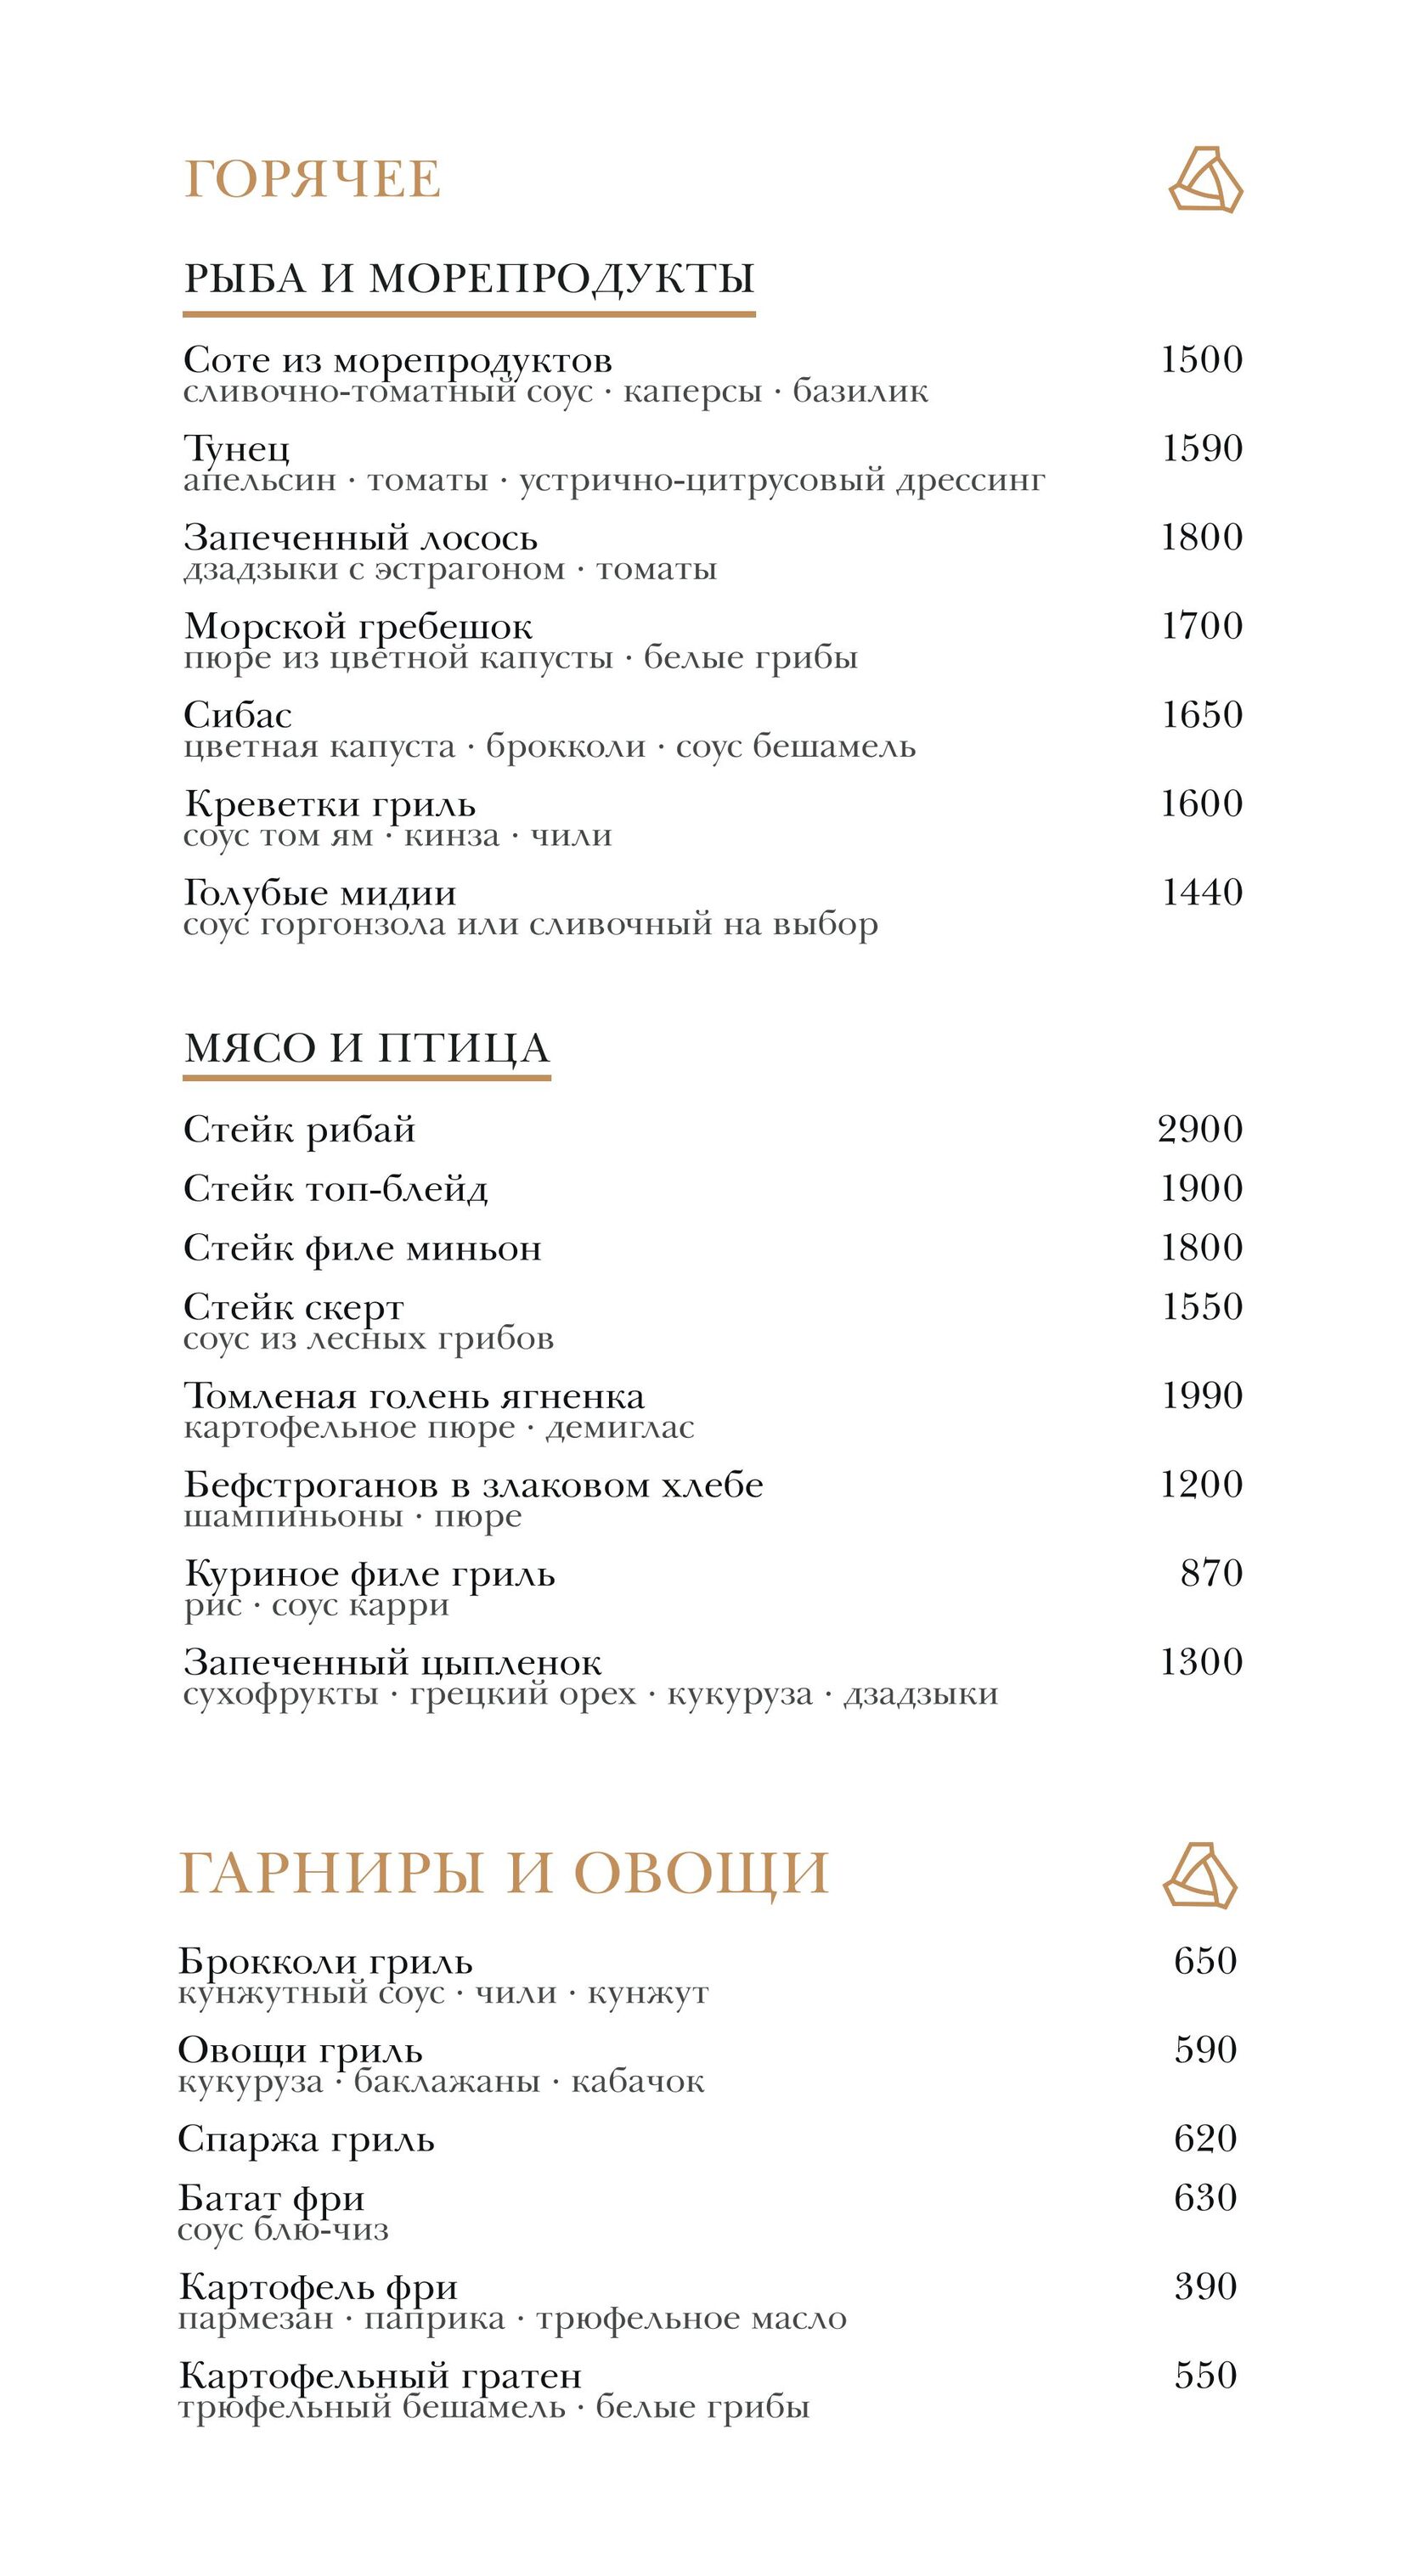 ГОРЯЧЕЕ
РЫБА И МОРЕПРОДУКТЫ
Соте из морепродуктов 1500
сливочно-томатный соус · каперсы · базилик
Тунец 1590
апельсин · томаты · устрично-цитрусовый дрессинг
Запеченный лосось 1800
дзадзыки с эстрагоном · томаты
Морской гребешок 1700
пюре из цветной капусты · белые грибы
Сибас 1650
цветная капуста · брокколи · соус бешамель
Креветки гриль 1600
соус том ям · кинза · чили
Голубые мидии 1440
соус горгонзола или сливочный на выбор
МЯСО И ПТИЦА
Стейк рибай 2900
Стейк топ-блейд 1900
Стейк филе миньон 1800
Стейк скерт 1550
соус из лесных грибов
Томленая голень ягненка 1990
картофельное пюре · демиглас
Бефстроганов в злаковом хлебе 1200
шампиньоны · пюре
Куриное филе гриль 870
рис · соус карри
Запеченный цыпленок 1300
сухофрукты · грецкий орех · кукуруза · дзадзыки
ГАРНИРЫ И ОВОЩИ
Брокколи гриль 650
кунжутный соус · чили · кунжут
Овощи гриль 590
кукуруза · баклажаны · кабачок
Спаржа гриль 620
Батат фри 630
соус блю-чиз
Картофель фри 390
пармезан · паприка · трюфельное масло
Картофельный гратен 550
трюфельный бешамель · белые грибы